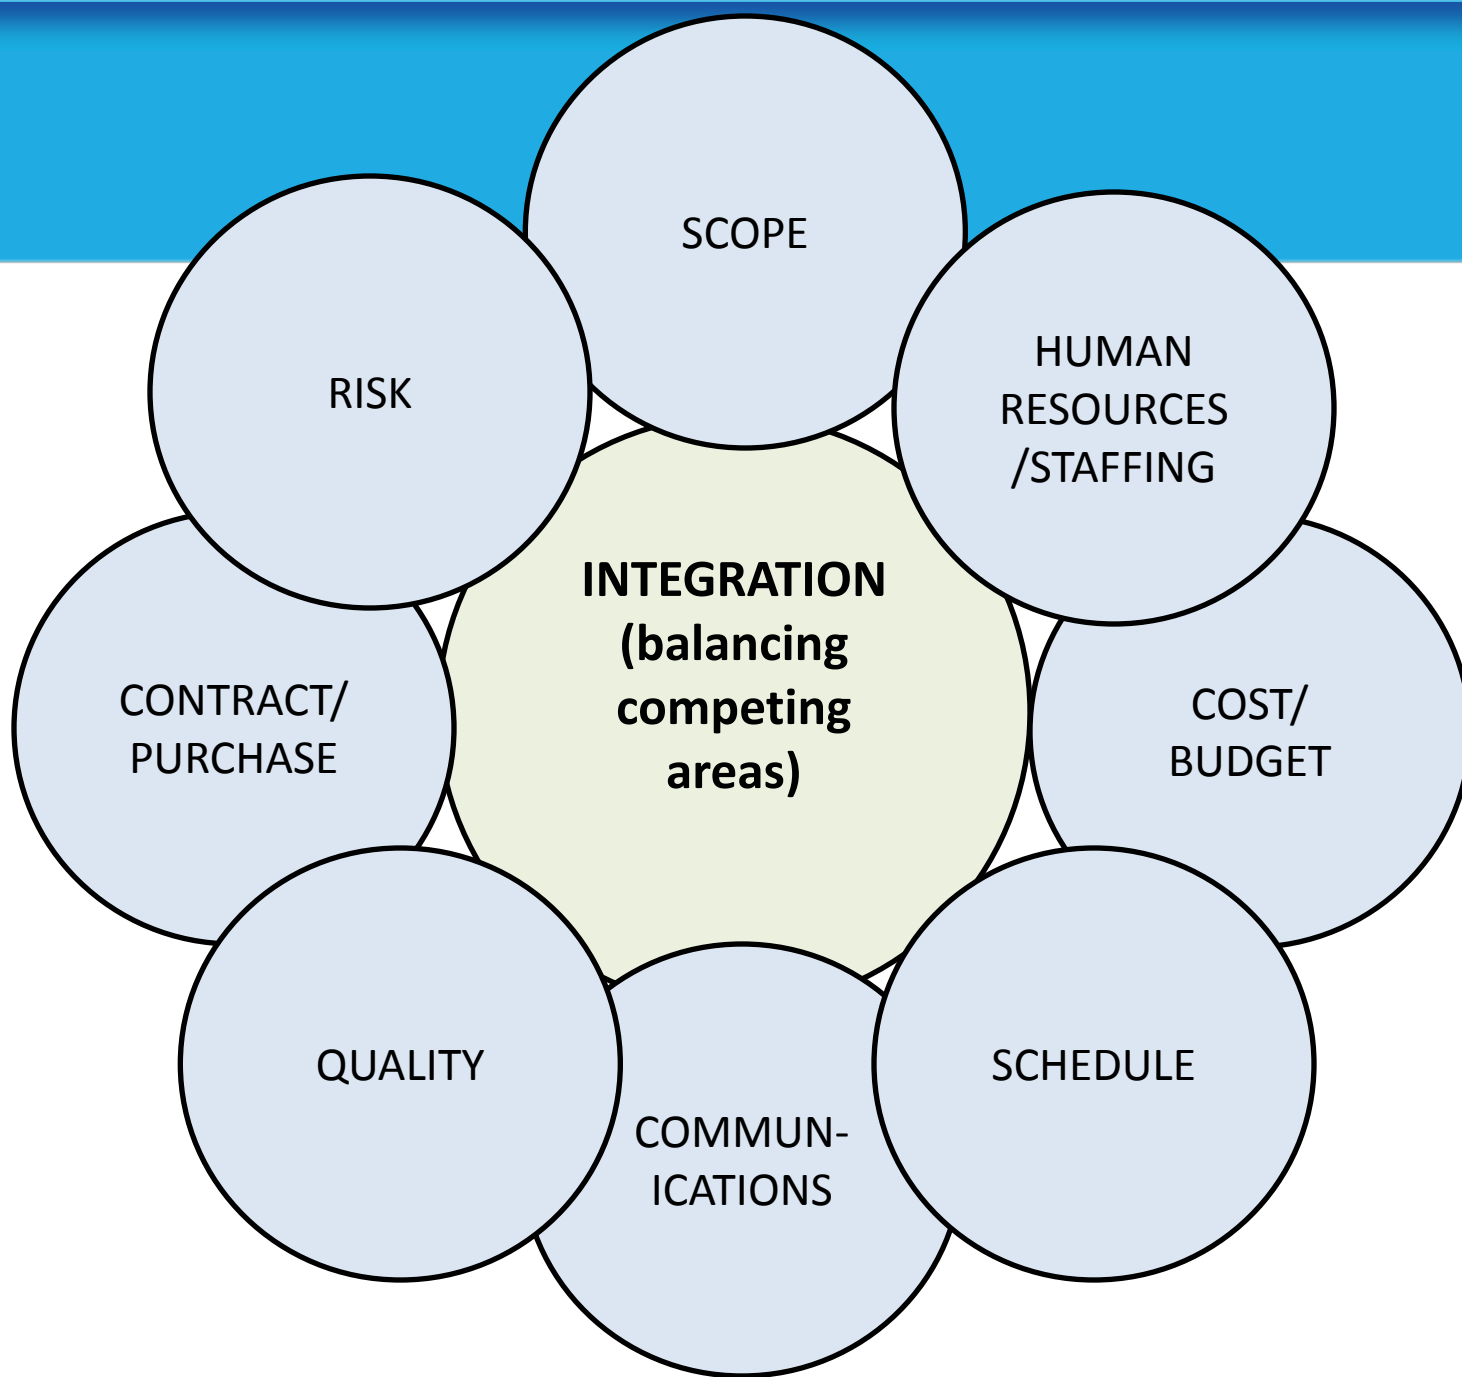 SCOPE
HUMAN
RESOURCES
/STAFFING
RISK
INTEGRATION
(balancing
competing
areas)
CONTRACT/
PURCHASE
COST/
BUDGET
QUALITY
SCHEDULE
COMMUN-
ICATIONS